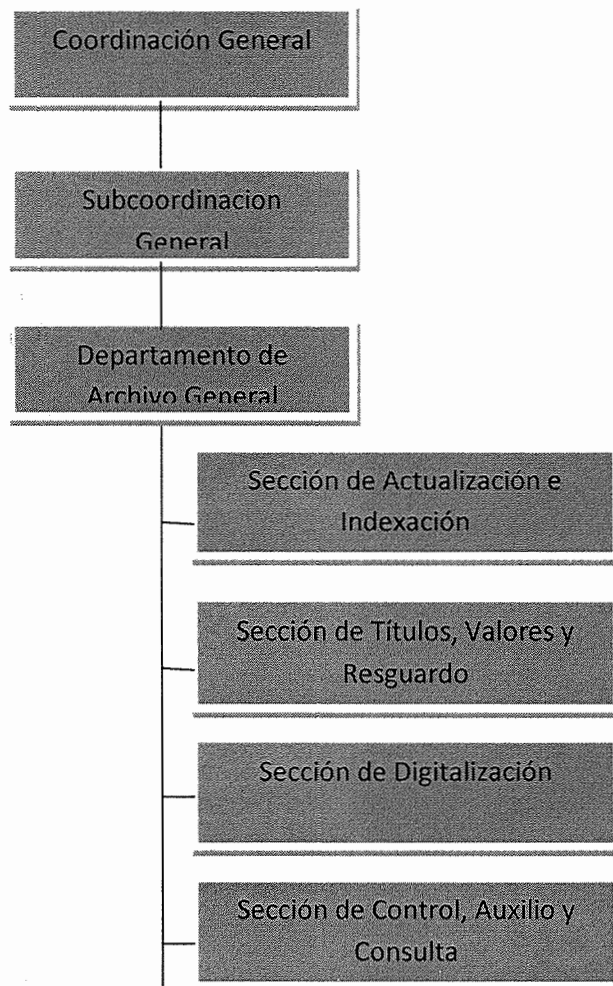 Coordinación General
Subcoordinacion
General
Departamento de
Archivo General
Sección de Actualización e
Indexación
Sección de Títulos, Valores y
Resguardo
Sección de Digitalización
Sección de Control, Auxilio y
Consulta